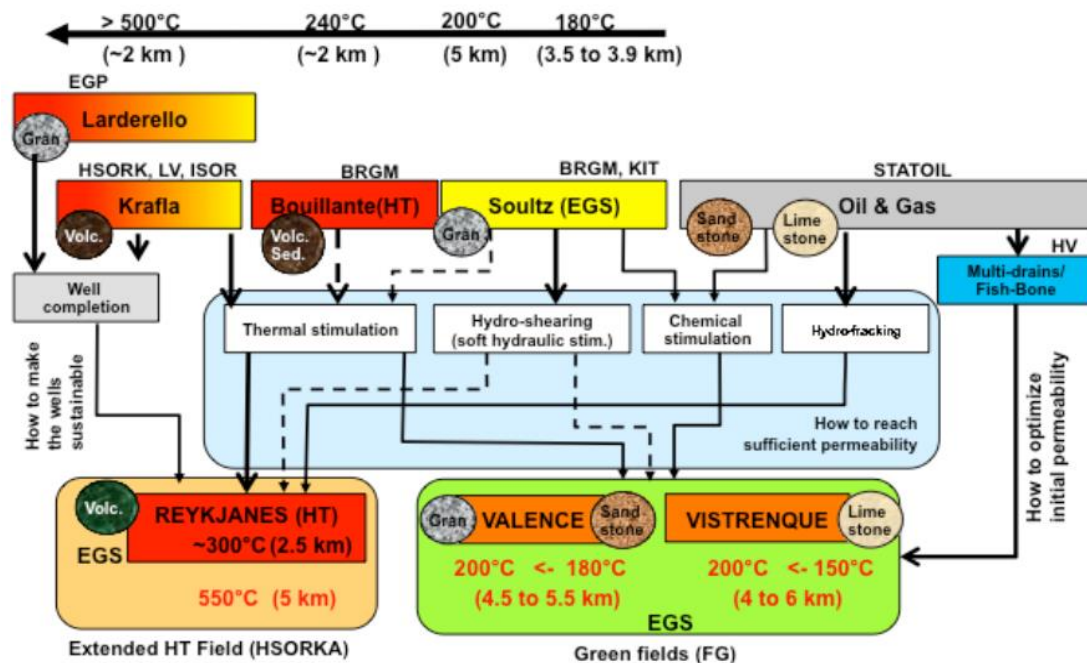 > 500°C 240°C 200°C 180°C
(~2 km ) (~2 km ) (5 km) (3.5 to 3.9 km)
EGP
Larderello
Gran
HSORK, LV, ISOR
Krafla
Volc.
BRGM
Bouillante(HT)
Volc.
Sed.
BRGM, KIT
Soultz (EGS)
Gran
STATOIL
Oil & Gas
Sand
stone
Lime
stone
HV
Multi-drains/
Fish-Bone
Well
completion
Thermal stimulation
Hydro-shearing
(soft hydraulic stim.)
Chemical
stimulation
Hydro-fracking
How to make
the wells
sustainable
How to reach
sufficient permeability
How to optimize
initial permeability
Volc.
REYKJANES (HT)
~300°C (2.5 km)
EGS
550°C (5 km)
Extended HT Field (HSORKA)
Gran
VALENCE
Sand
stone
VISTRENQUE
Lime
stone
200°C <- 180°C
(4.5 to 5.5 km)
200°C <-150°C
(4 to 6 km)
EGS
Green fields (FG)